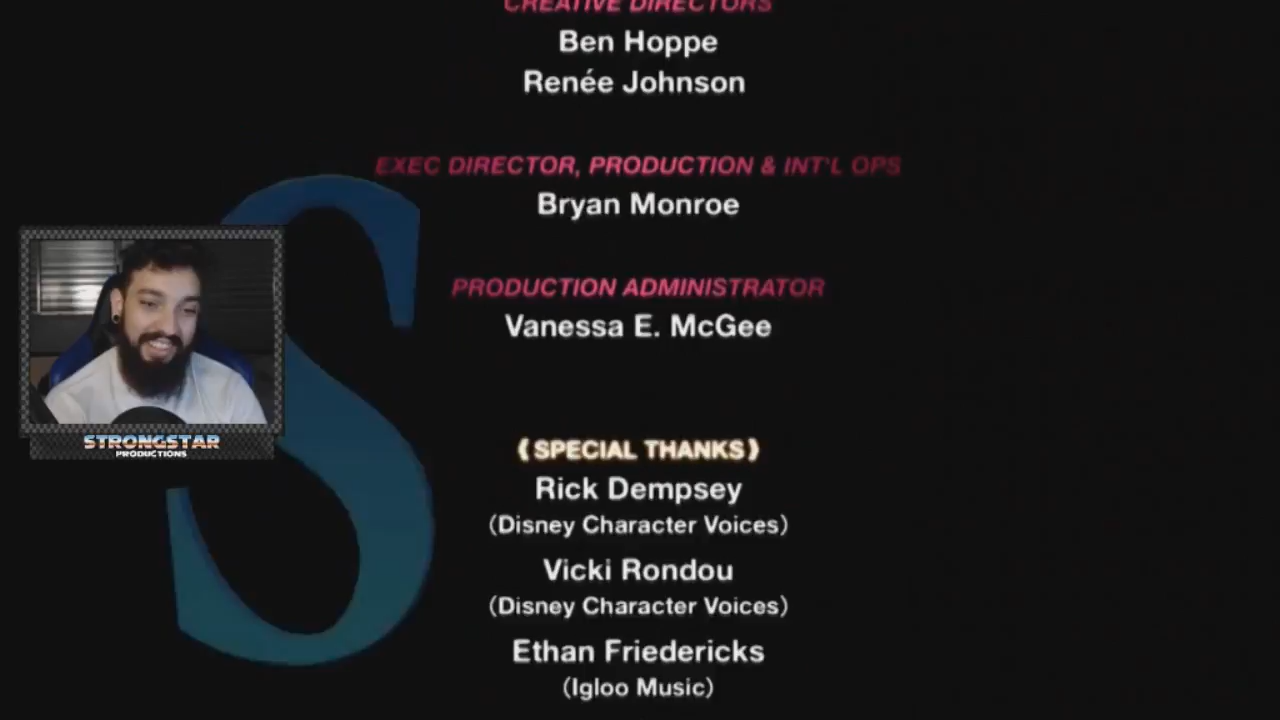 CREATIVE DIRECTORS
Ben Hoppe
Renée Johnson
EXEC DIRECTOR, PRODUCTION & INT'L OPS
Bryan Monroe
PRODUCTION ADMINISTRATOR
Vanessa E. McGee
STRONGSTAR
PRODUCTIONS
S
❨SPECIAL THANKS❩
Rick Dempsey
(Disney Character Voices)
Vicki Rondou
(Disney Character Voices)
Ethan Friedericks
(Igloo Music)